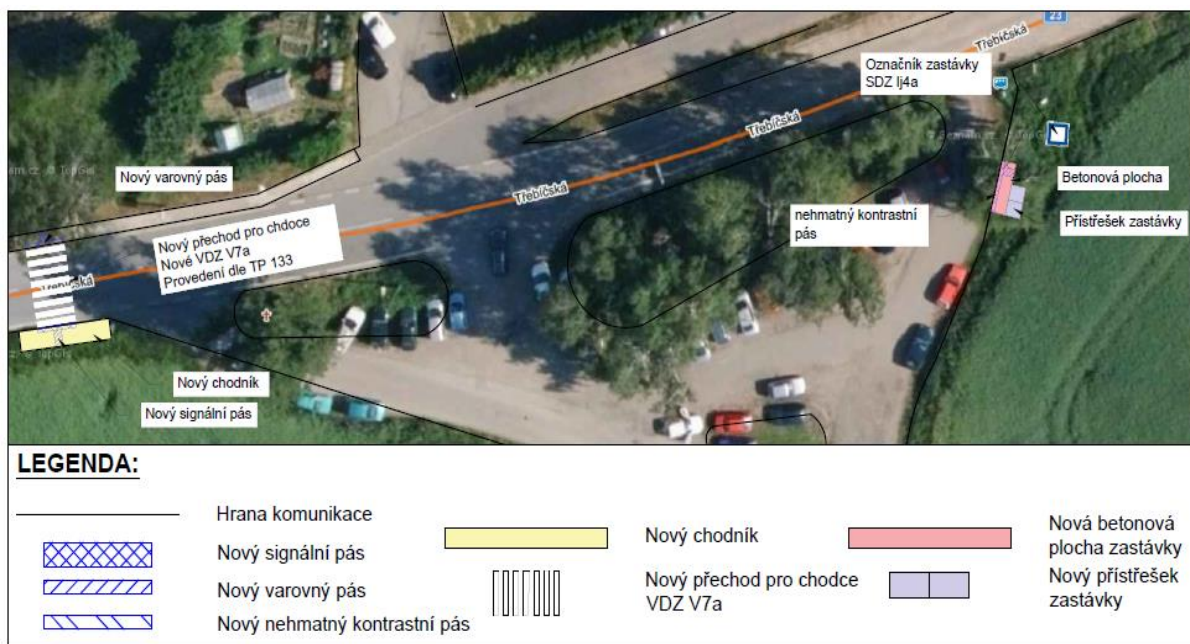 23
Třebíčská
Označník zastávky
SDZ Ij4a
Třebíčská
Nový varovný pás
Třebíčská
Betonová plocha
nehmatný kontrastní
pás
Přístřešek zastávky
Nový přechod pro chdoce
Nové VDZ V7a
Provedení dle TP 133
Nový chodník
Nový signální pás
LEGENDA:
Hrana komunikace
Nový signální pás
Nový varovný pás
Nový nehmatný kontrastní pás
Nový chodník
Nový přechod pro chodce
VDZ V7a
Nová betonová
plocha zastávky
Nový přístřešek
zastávky